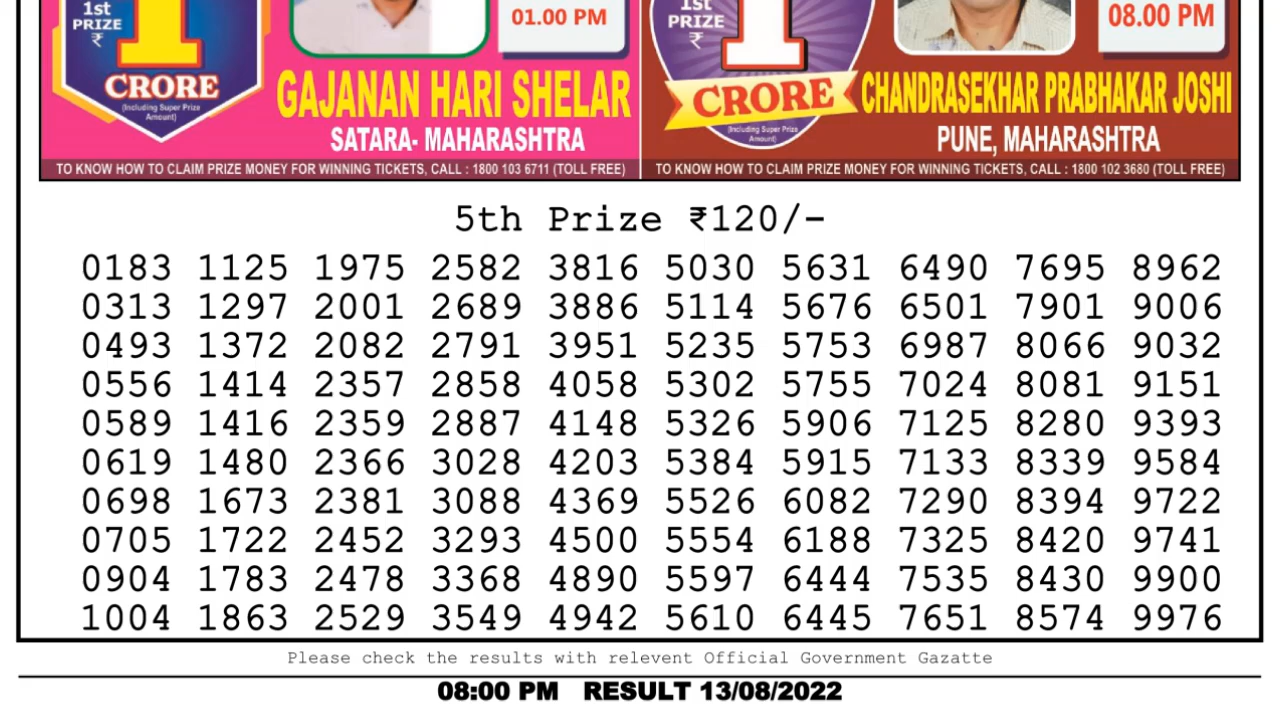 1st
PRIZE
₹
1
CRORE
(Including Super Prize
Amount)
01.00 PM
GAJANAN HARI SHELAR
SATARA- MAHARASHTRA
TO KNOW HOW TO CLAIM PRIZE MONEY FOR WINNING TICKETS, CALL : 1800 103 6711 (TOLL FREE)
1st
PRIZE
₹
1
CRORE
(Including Super Prize
Amount)
08.00 PM
CHANDRASEKHAR PRABHAKAR JOSHI
PUNE, MAHARASHTRA
TO KNOW HOW TO CLAIM PRIZE MONEY FOR WINNING TICKETS, CALL : 1800 102 3680 (TOLL FREE)
5th Prize ₹120/-
0183 1125 1975 2582 3816 5030 5631 6490 7695 8962
0313 1297 2001 2689 3886 5114 5676 6501 7901 9006
0493 1372 2082 2791 3951 5235 5753 6987 8066 9032
0556 1414 2357 2858 4058 5302 5755 7024 8081 9151
0589 1416 2359 2887 4148 5326 5906 7125 8280 9393
0619 1480 2366 3028 4203 5384 5915 7133 8339 9584
0698 1673 2381 3088 4369 5526 6082 7290 8394 9722
0705 1722 2452 3293 4500 5554 6188 7325 8420 9741
0904 1783 2478 3368 4890 5597 6444 7535 8430 9900
1004 1863 2529 3549 4942 5610 6445 7651 8574 9976
Please check the results with relevent Official Government Gazatte
08:00 PM RESULT 13/08/2022